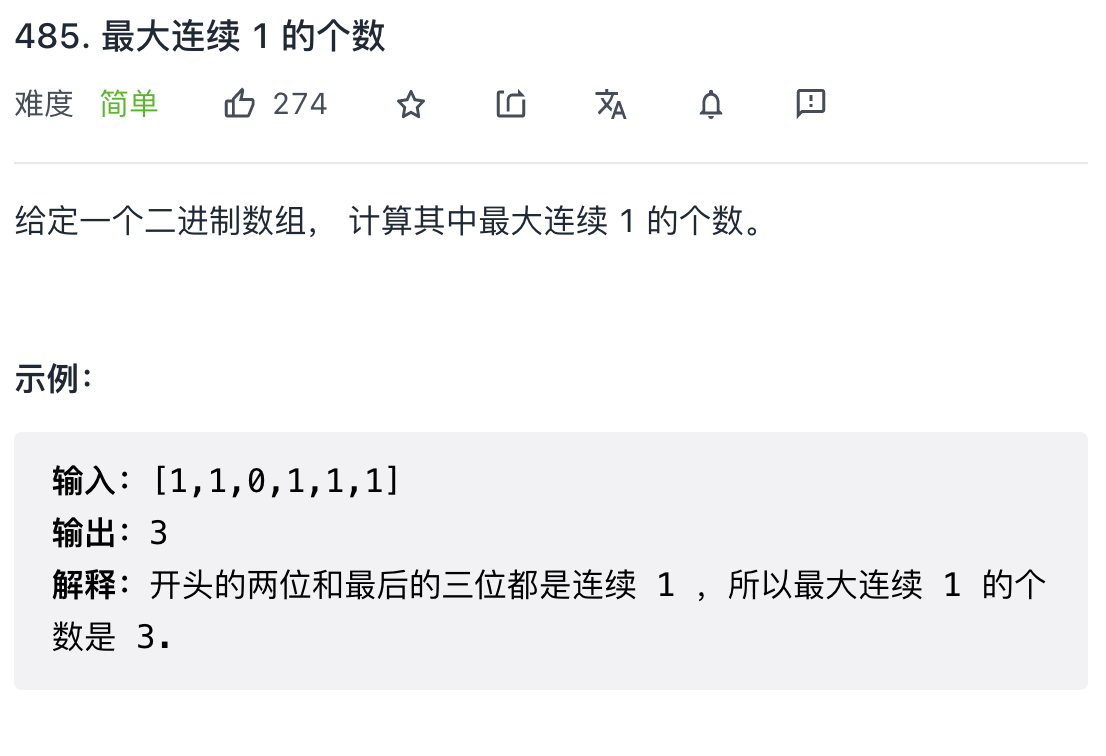 485. 最大连续 1 的个数
难度 简单 274
给定一个二进制数组， 计算其中最大连续 1 的个数。
示例：
输入：[1,1,0,1,1,1]
输出：3
解释：开头的两位和最后的三位都是连续 1 ，所以最大连续 1 的个
数是 3.